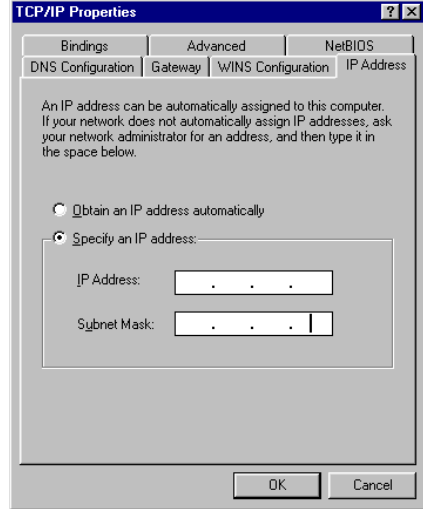 TCP/IP Properties
Bindings Advanced NetBIOS
DNS Configuration Gateway WINS Configuration IP Address
An IP address can be automatically assigned to this computer.
If your network does not automatically assign IP addresses, ask
your network administrator for an address, and then type it in
the space below.
Obtain an IP address automatically
Specify an IP address:
IP Address: . . .
Subnet Mask: . . .
OK Cancel